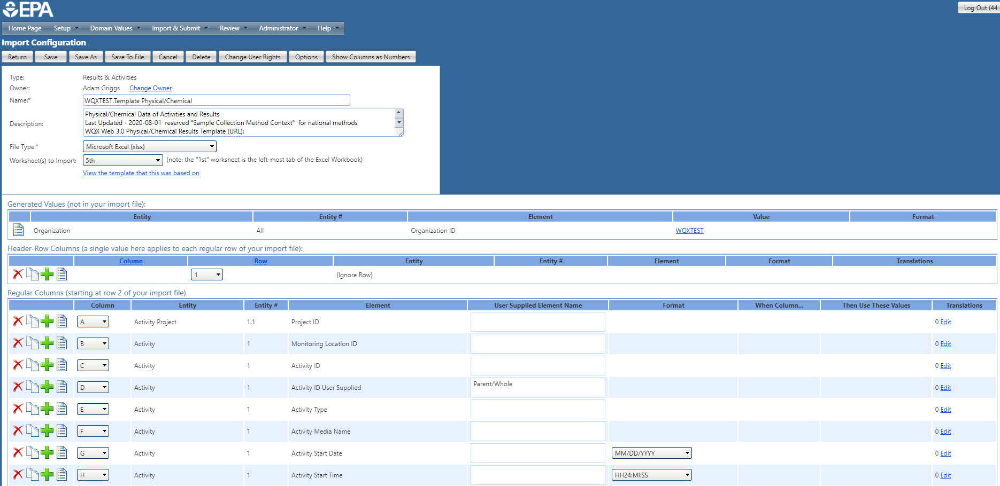 EPA
Log Out (44
Home Page Setup Domain Values Import & Submit Review Administrator Help
Import Configuration
Return Save Save As Save To File Cancel Delete Change User Rights Options Show Columns as Numbers
Type: Results & Activities
Owner: Adam Griggs Change Owner
Name:* WQXTEST.Template Physical/Chemical
Description: Physical/Chemical Data of Activities and Results
Last Updated - 2020-08-01 reserved "Sample Collection Method Context" for national methods
WQX Web 3.0 Physical/Chemical Results Template (URL):
File Type:* Microsoft Excel (xlsx)
Worksheet(s) to Import: 5th (note: the "1st" worksheet is the left-most tab of the Excel Workbook)
View the template that this was based on
Generated Values (not in your import file):
Entity Entity # Element Value Format
Organization All Organization ID WQXTEST
Header-Row Columns (a single value here applies to each regular row of your import file):
Column Row Entity Entity # Element Format Translations
1 {Ignore Row}
Regular Columns (starting at row 2 of your import file)
Column Entity Entity # Element User Supplied Element Name Format When Column... Then Use These Values Translations
A Activity Project 1.1 Project ID 0 Edit
B Activity 1 Monitoring Location ID 0 Edit
C Activity 1 Activity ID 0 Edit
D Activity 1 Activity ID User Supplied Parent/Whole 0 Edit
E Activity 1 Activity Type 0 Edit
F Activity 1 Activity Media Name 0 Edit
G Activity 1 Activity Start Date MM/DD/YYYY 0 Edit
H Activity 1 Activity Start Time HH24:MI:SS 0 Edit